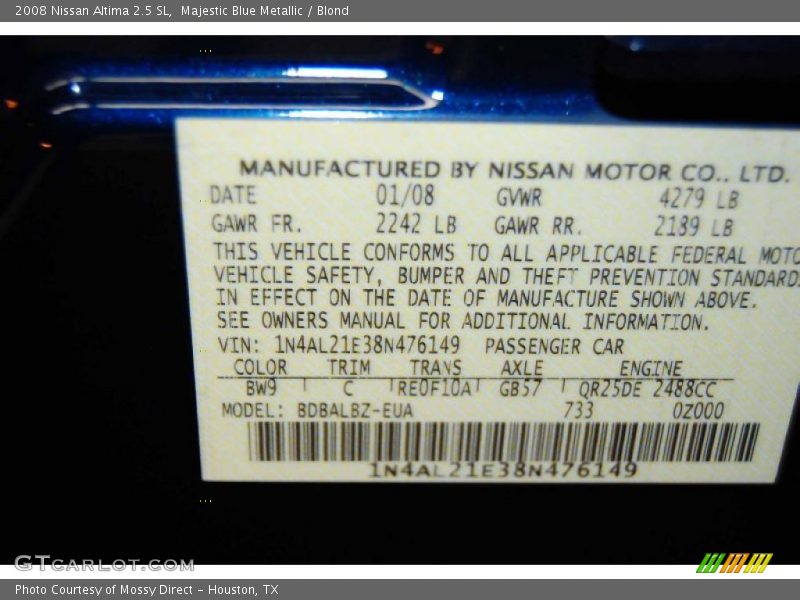 2008 Nissan Altima 2.5 SL,  Majestic Blue Metallic / Blond
MANUFACTURED BY NISSAN MOTOR CO., LTD.
DATE 01/08 GVWR 4279 LB
GAWR FR. 2242 LB GAWR RR. 2189 LB
THIS VEHICLE CONFORMS TO ALL APPLICABLE FEDERAL MOTO
VEHICLE SAFETY, BUMPER AND THEFT PREVENTION STANDARD
IN EFFECT ON THE DATE OF MANUFACTURE SHOWN ABOVE.
SEE OWNERS MANUAL FOR ADDITIONAL INFORMATION.
VIN: 1N4AL21E38N476149 PASSENGER CAR
COLOR TRIM TRANS AXLE ENGINE
BW9 C RE0F10A GB57 QR25DE 2488CC
MODEL: BDBALBZ-EUA 733 0Z000
1N4AL21E38N476149
GTCARLOT.COM
Photo Courtesy of Mossy Direct - Houston, TX